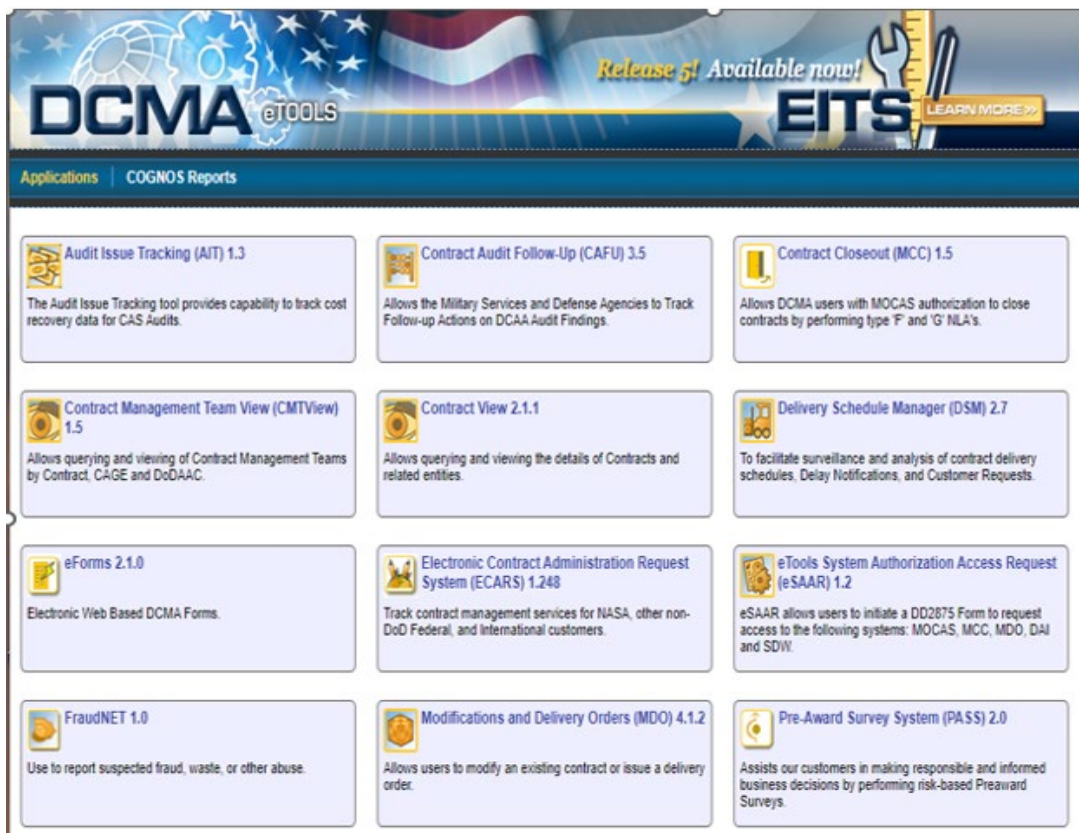 DCMA eTOOLS
Release 5! Available now!
EITS
LEARN MORE>>
Applications
COGNOS Reports
Audit Issue Tracking (AIT) 1.3
The Audit Issue Tracking tool provides capability to track cost
recovery data for CAS Audits.
Contract Audit Follow-Up (CAFU) 3.5
Allows the Military Services and Defense Agencies to Track
Follow-up Actions on DCAA Audit Findings.
Contract Closeout (MCC) 1.5
Allows DCMA users with MOCAS authorization to close
contracts by performing type 'F' and 'G' NLA's.
Contract Management Team View (CMTView)
1.5
Allows querying and viewing of Contract Management Teams
by Contract, CAGE and DoDAAC.
Contract View 2.1.1
Allows querying and viewing the details of Contracts and
related entities.
Delivery Schedule Manager (DSM) 2.7
To facilitate surveillance and analysis of contract delivery
schedules, Delay Notifications, and Customer Requests.
eForms 2.1.0
Electronic Web Based DCMA Forms.
Electronic Contract Administration Request
System (ECARS) 1.248
Track contract management services for NASA, other non-
DoD Federal, and International customers.
eTools System Authorization Access Request
(eSAAR) 1.2
eSAAR allows users to initiate a DD2875 Form to request
access to the following systems: MOCAS, MCC, MDO, DAI
and SDW.
FraudNET 1.0
Use to report suspected fraud, waste, or other abuse.
Modifications and Delivery Orders (MDO) 4.1.2
Allows users to modify an existing contract or issue a delivery
order.
Pre-Award Survey System (PASS) 2.0
Assists our customers in making responsible and informed
business decisions by performing risk-based Preaward
Surveys.